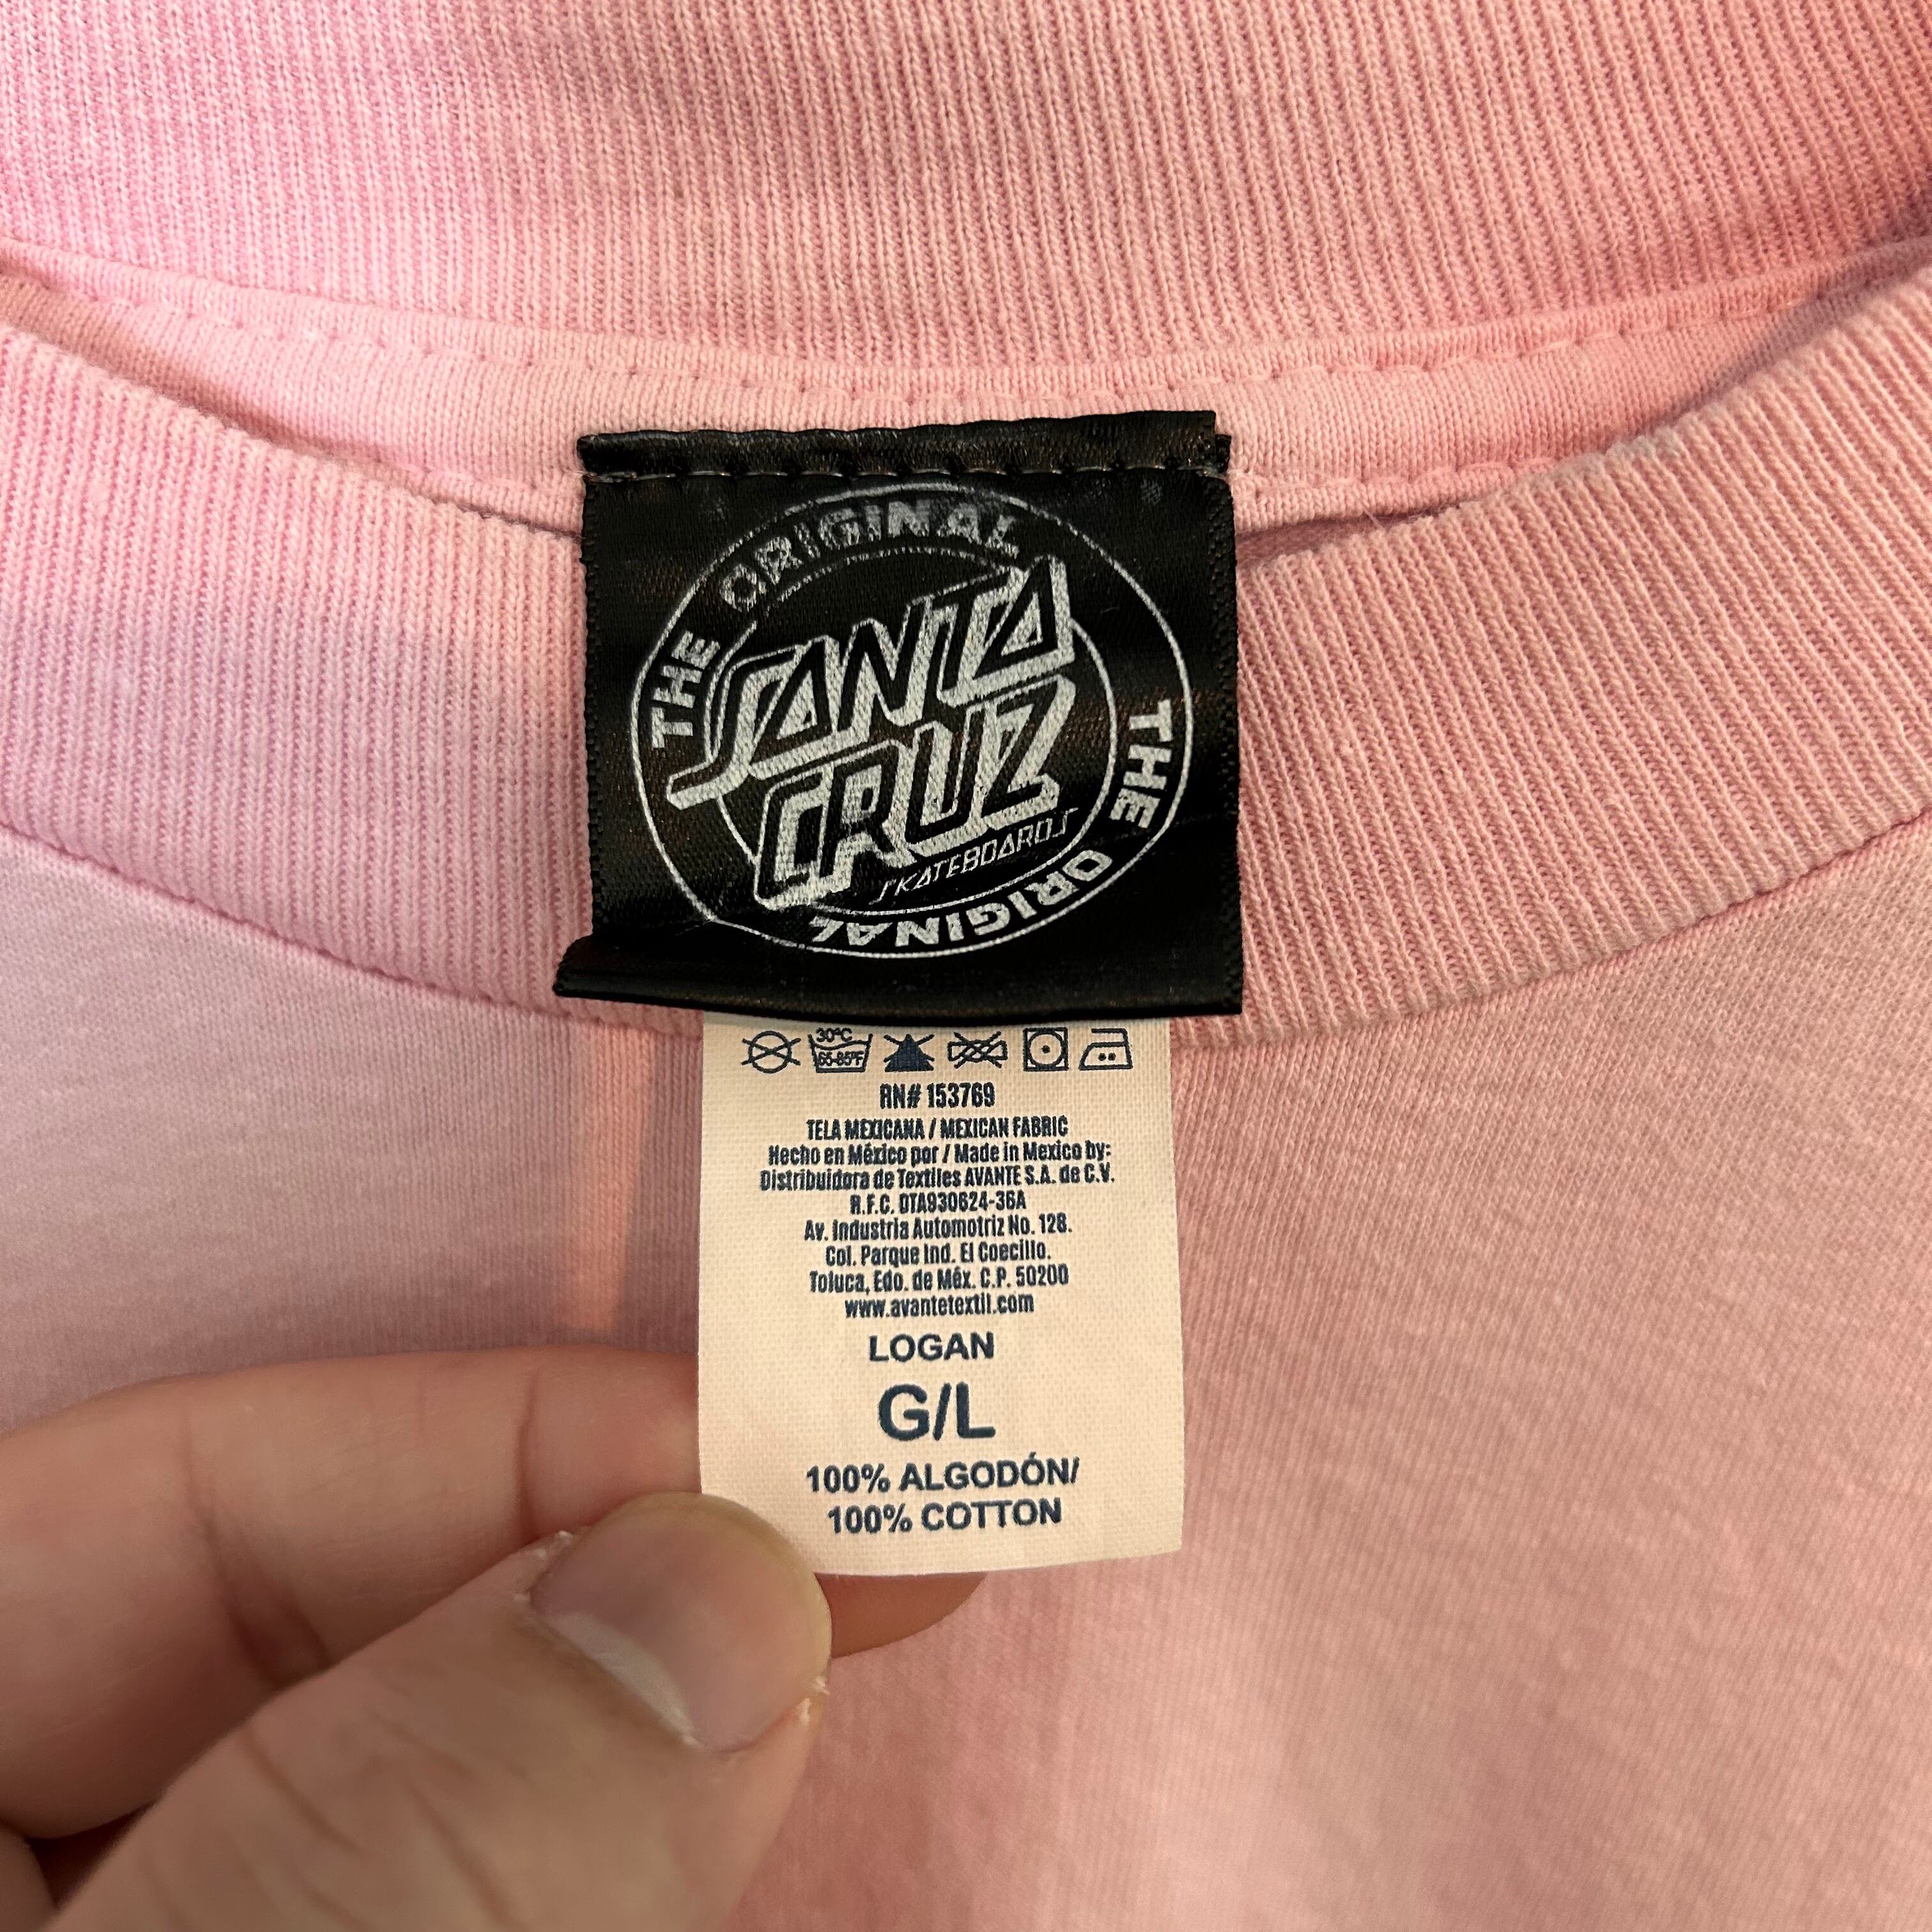 THE ORIGINAL
SANTA
CRUZ
SKATEBOARDS
THE ORIGINAL
30°C
65-85°F
RN# 153769
TELA MEXICANA / MEXICAN FABRIC
Hecho en México por / Made in Mexico by:
Distribuidora de Textiles AVANTE S.A. de C.V.
R.F.C. DTA930624-36A
Av. Industria Automotriz No. 128.
Col. Parque Ind. El Coecillo.
Toluca, Edo. de Méx. C.P. 50200
www.avantetextil.com
LOGAN
G/L
100% ALGODÓN/
100% COTTON